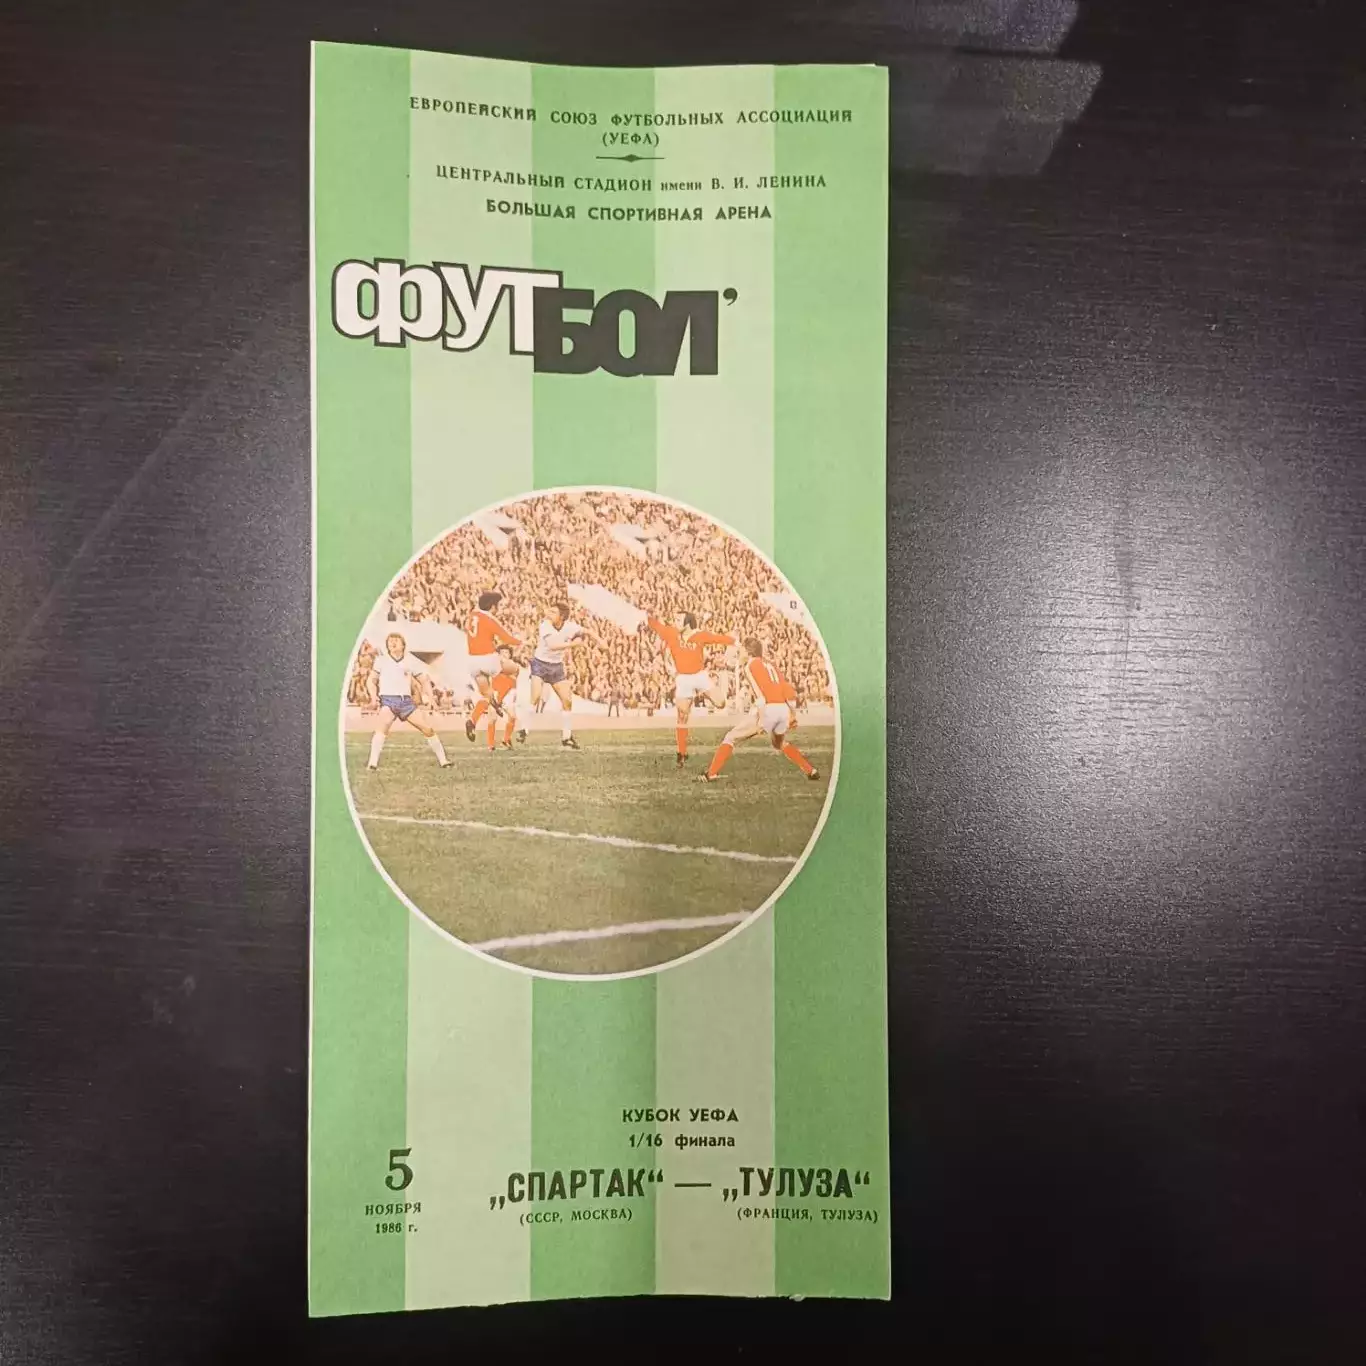 ЕВРОПЕЙСКИЙ СОЮЗ ФУТБОЛЬНЫХ АССОЦИАЦИЙ
(УЕФА)
ЦЕНТРАЛЬНЫЙ СТАДИОН имени В. И. ЛЕНИНА
БОЛЬШАЯ СПОРТИВНАЯ АРЕНА
ФУТБОЛ’
КУБОК УЕФА
1/16 финала
5
НОЯБРЯ
1986 г.
„СПАРТАК“ — „ТУЛУЗА“
(СССР, МОСКВА) (ФРАНЦИЯ, ТУЛУЗА)